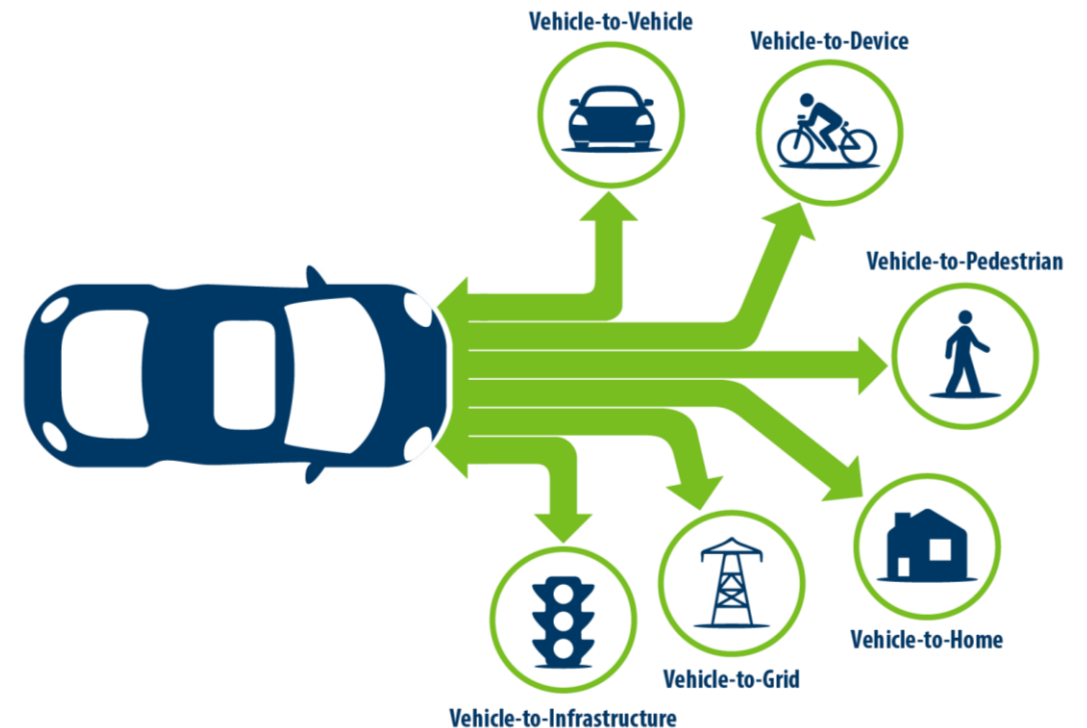 Vehicle-to-Vehicle
Vehicle-to-Device
Vehicle-to-Pedestrian
Vehicle-to-Home
Vehicle-to-Grid
Vehicle-to-Infrastructure